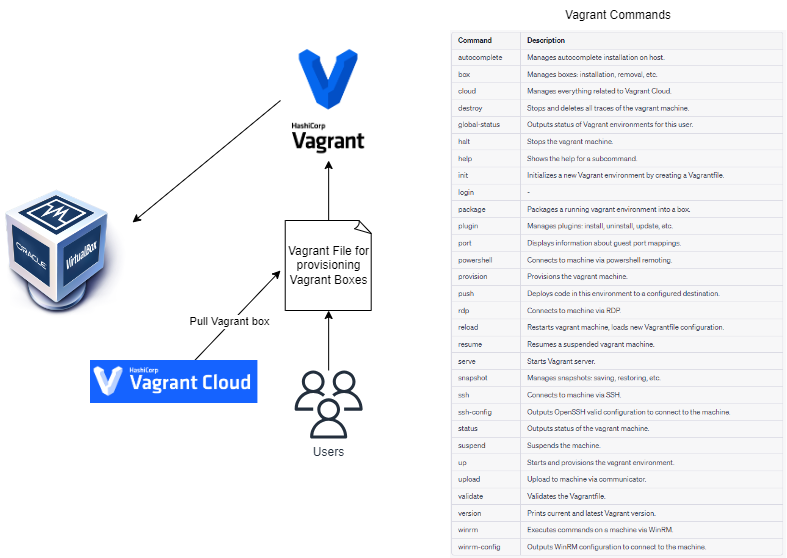 Vagrant Commands
HashiCorp
Vagrant
ORACLE
VirtualBox
Vagrant File for
provisioning
Vagrant Boxes
Pull Vagrant box
HashiCorp
Vagrant Cloud
Users
Command Description
autocomplete Manages autocomplete installation on host.
box Manages boxes: installation, removal, etc.
cloud Manages everything related to Vagrant Cloud.
destroy Stops and deletes all traces of the vagrant machine.
global-status Outputs status of Vagrant environments for this user.
halt Stops the vagrant machine.
help Shows the help for a subcommand.
init Initializes a new Vagrant environment by creating a Vagrantfile.
login -
package Packages a running vagrant environment into a box.
plugin Manages plugins: install, uninstall, update, etc.
port Displays information about guest port mappings.
powershell Connects to machine via powershell remoting.
provision Provisions the vagrant machine.
push Deploys code in this environment to a configured destination.
rdp Connects to machine via RDP.
reload Restarts vagrant machine, loads new Vagrantfile configuration.
resume Resumes a suspended vagrant machine.
serve Starts Vagrant server.
snapshot Manages snapshots: saving, restoring, etc.
ssh Connects to machine via SSH.
ssh-config Outputs OpenSSH valid configuration to connect to the machine.
status Outputs status of the vagrant machine.
suspend Suspends the machine.
up Starts and provisions the vagrant environment.
upload Upload to machine via communicator.
validate Validates the Vagrantfile.
version Prints current and latest Vagrant version.
winrm Executes commands on a machine via WinRM.
winrm-config Outputs WinRM configuration to connect to the machine.